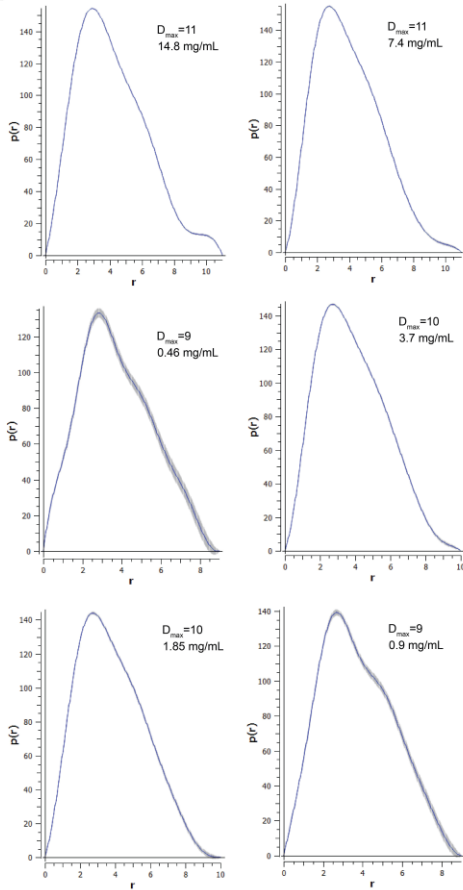 D_max=11
14.8 mg/mL
p(r)
140
120
100
80
60
40
20
0
0 2 4 6 8 10
r
D_max=11
7.4 mg/mL
p(r)
140
120
100
80
60
40
20
0
0 2 4 6 8 10
r
D_max=9
0.46 mg/mL
p(r)
120
100
80
60
40
20
0
0 2 4 6 8
r
D_max=10
3.7 mg/mL
p(r)
140
120
100
80
60
40
20
0
0 2 4 6 8 10
r
D_max=10
1.85 mg/mL
p(r)
140
120
100
80
60
40
20
0
0 2 4 6 8 10
r
D_max=9
0.9 mg/mL
p(r)
140
120
100
80
60
40
20
0
0 2 4 6 8
r